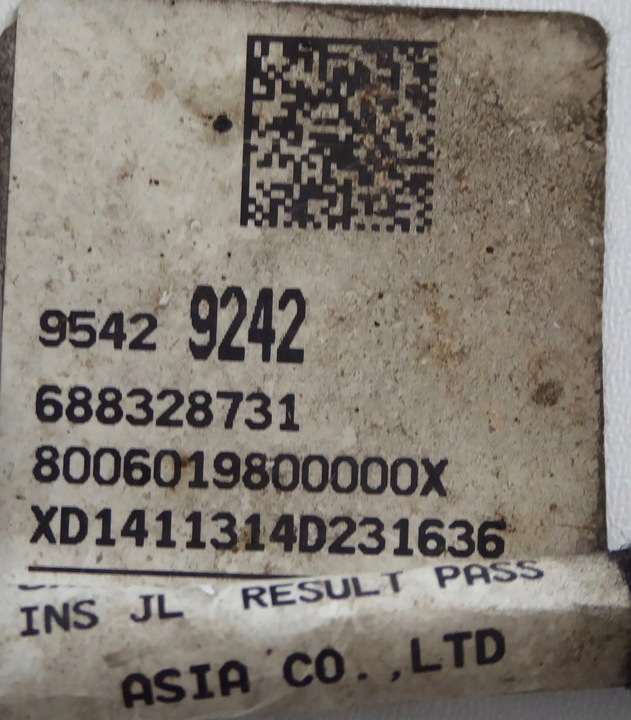 9542 9242
688328731
8006019800000X
XD1411314D231636
INS JL RESULT PASS
ASIA CO.,LTD